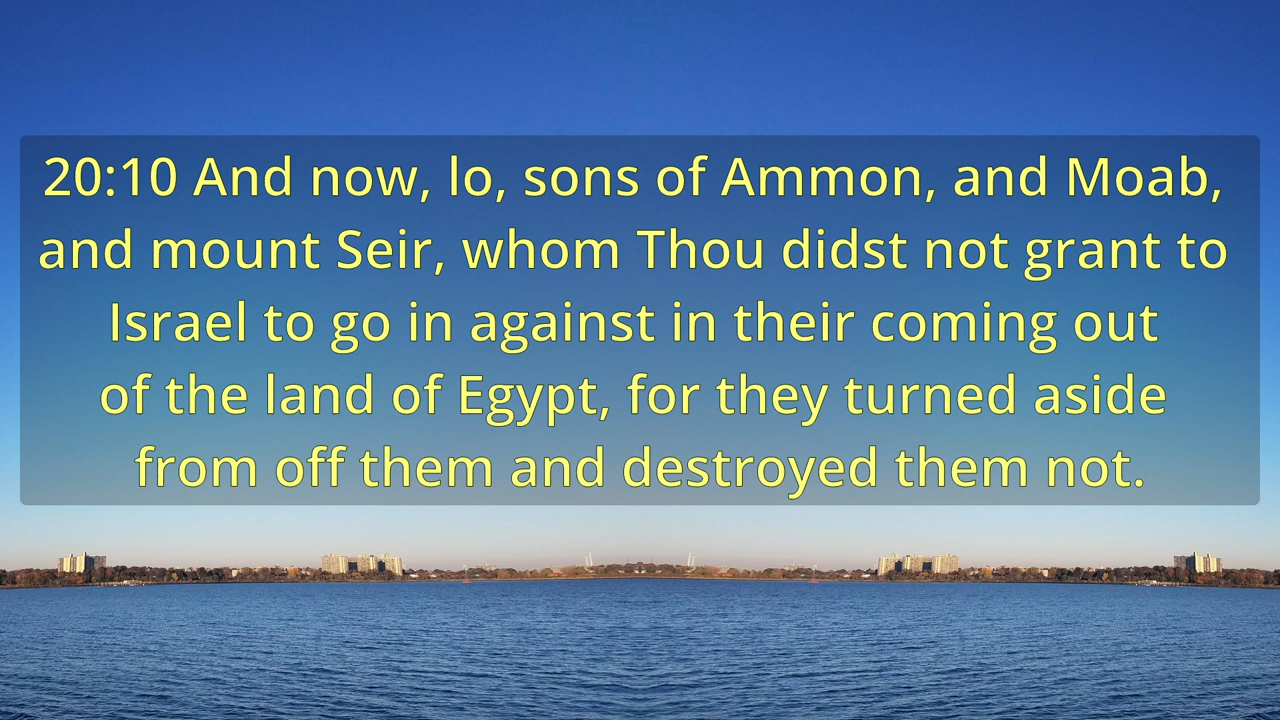 20:10 And now, lo, sons of Ammon, and Moab,
and mount Seir, whom Thou didst not grant to
Israel to go in against in their coming out
of the land of Egypt, for they turned aside
from off them and destroyed them not.